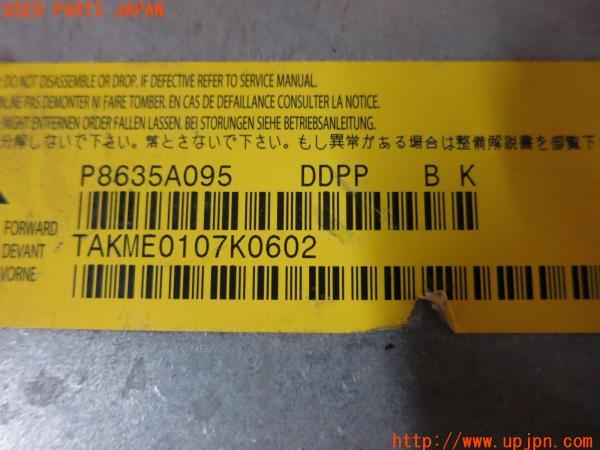 USED PARTS JAPAN
DO NOT DISASSEMBLE OR DROP. IF DEFECTIVE REFER TO SERVICE MANUAL.
PAS DEMONTER NI FAIRE TOMBER. EN CAS DE DEFAILLANCE CONSULTER LA NOTICE.
NIGHT ENTFERNEN ORDER FALLEN LASSEN. BEI STORUNGEN SIEHE BETRIEBSANLEITUNG.
分解しないで下さい。落とさないで下さい。もし異常がある場合は整備解説書を御覧下
P8635A095 DDPP B K
FORWARD
DEVANT
VORNE
TAKME0107K0602
http://www.upjpn.com/